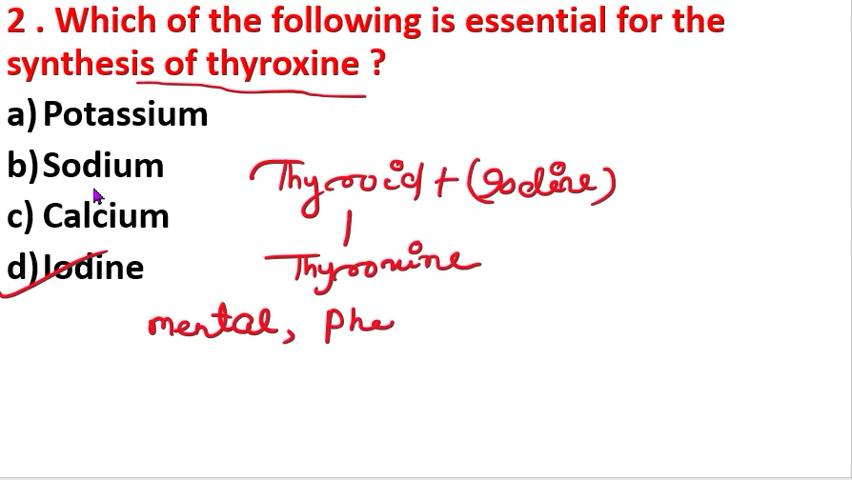 2 . Which of the following is essential for the
synthesis of thyroxine ?
a) Potassium
b) Sodium
c) Calcium
d) Iodine
Thyroid + (Iodine)
Thyroxine
mental, Phe